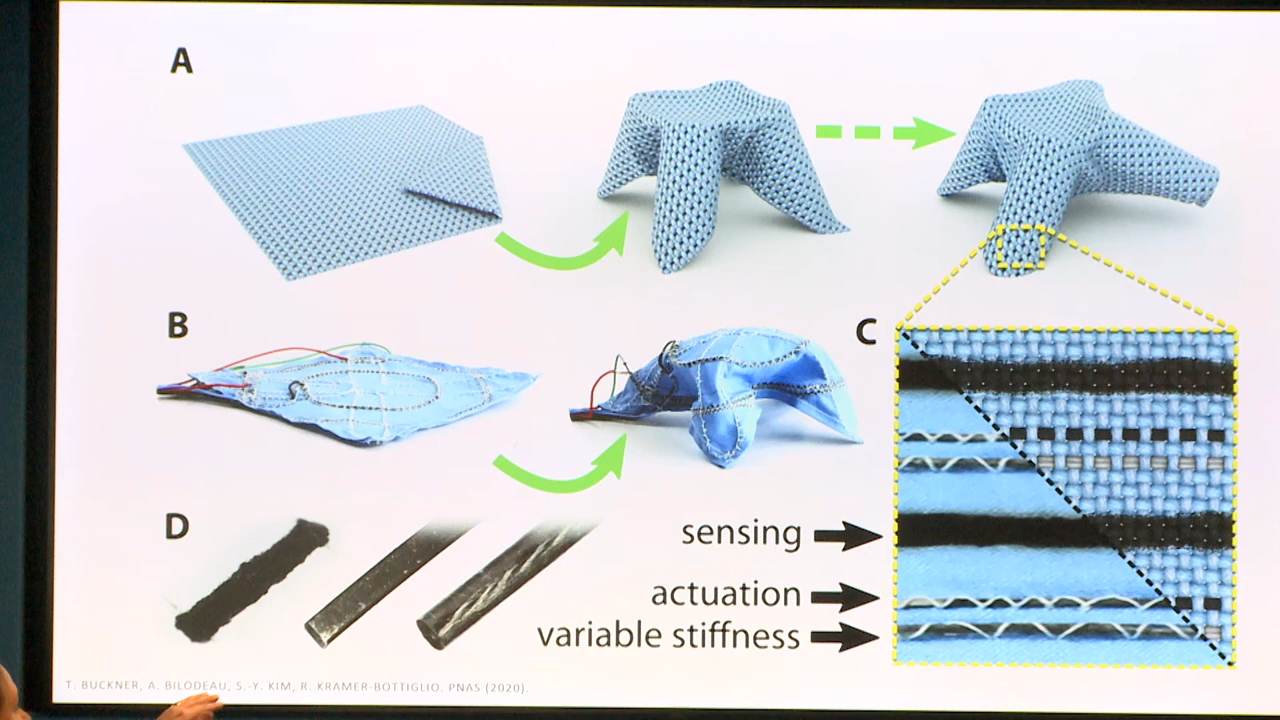 A
B
C
D
sensing
actuation
variable stiffness
T. BUCKNER, A. BILODEAU, S.-Y. KIM, R. KRAMER-BOTTIGLIO. PNAS (2020).